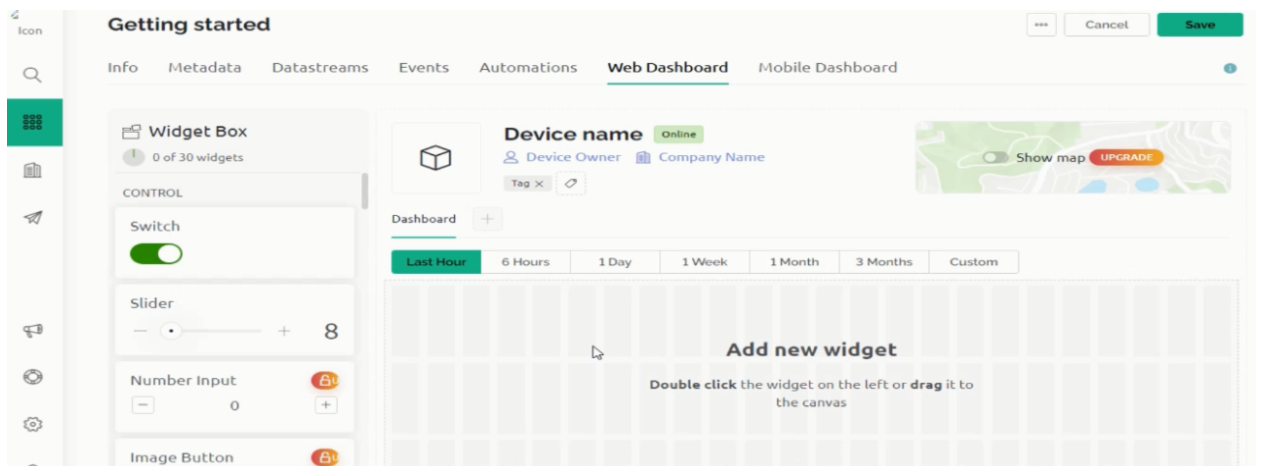 Icon
Getting started
Cancel
Save
Info Metadata Datastreams Events Automations Web Dashboard Mobile Dashboard
Widget Box
0 of 30 widgets
CONTROL
Switch
Slider
8
Number Input
0
Image Button
Device name Online
Device Owner Company Name
Tag
Show map UPGRADE
Dashboard
Last Hour 6 Hours 1 Day 1 Week 1 Month 3 Months Custom
Add new widget
Double click the widget on the left or drag it to
the canvas